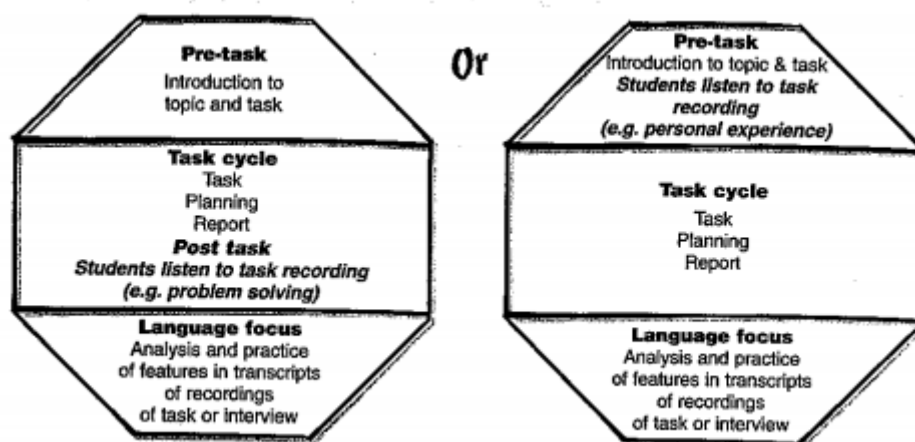 Pre-task
Introduction to
topic and task
Task cycle
Task
Planning
Report
Post task
Students listen to task recording
(e.g. problem solving)
Language focus
Analysis and practice
of features in transcripts
of recordings
of task or interview
Or
Pre-task
Introduction to topic & task
Students listen to task
recording
(e.g. personal experience)
Task cycle
Task
Planning
Report
Language focus
Analysis and practice
of features in transcripts
of recordings
of task or interview